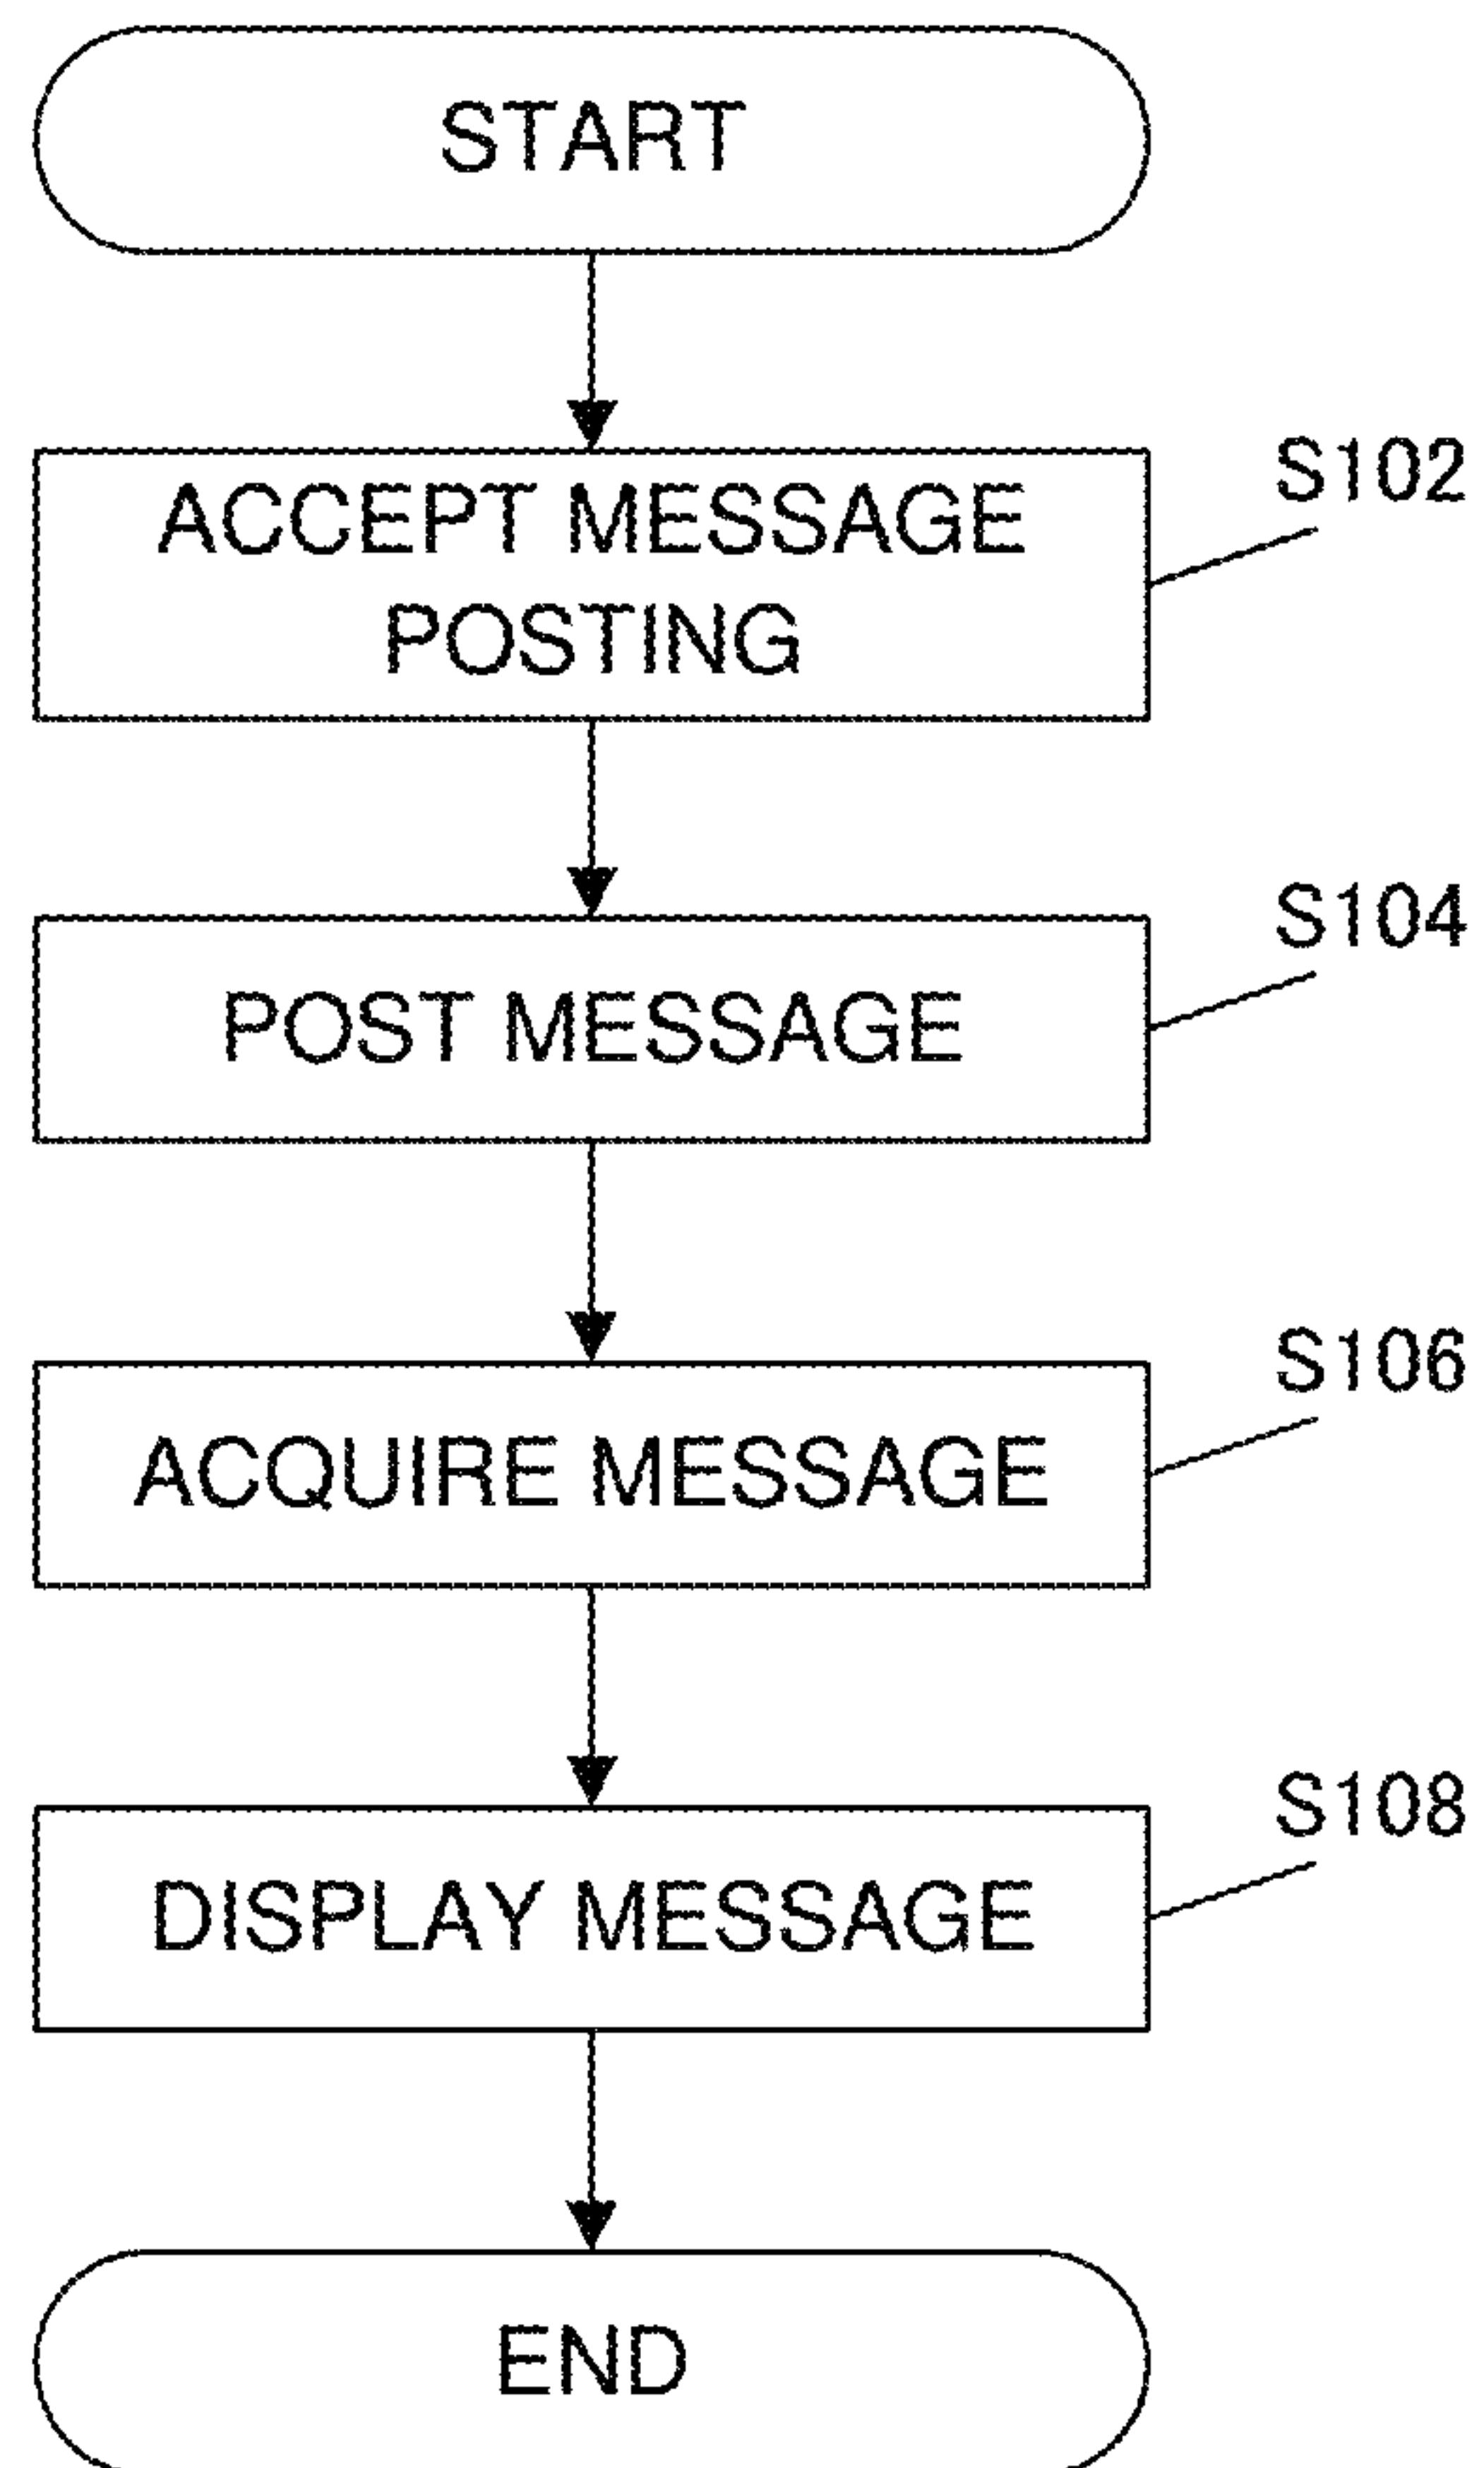 START
ACCEPT MESSAGE
POSTING
S102
POST MESSAGE
S104
ACQUIRE MESSAGE
S106
DISPLAY MESSAGE
S108
END